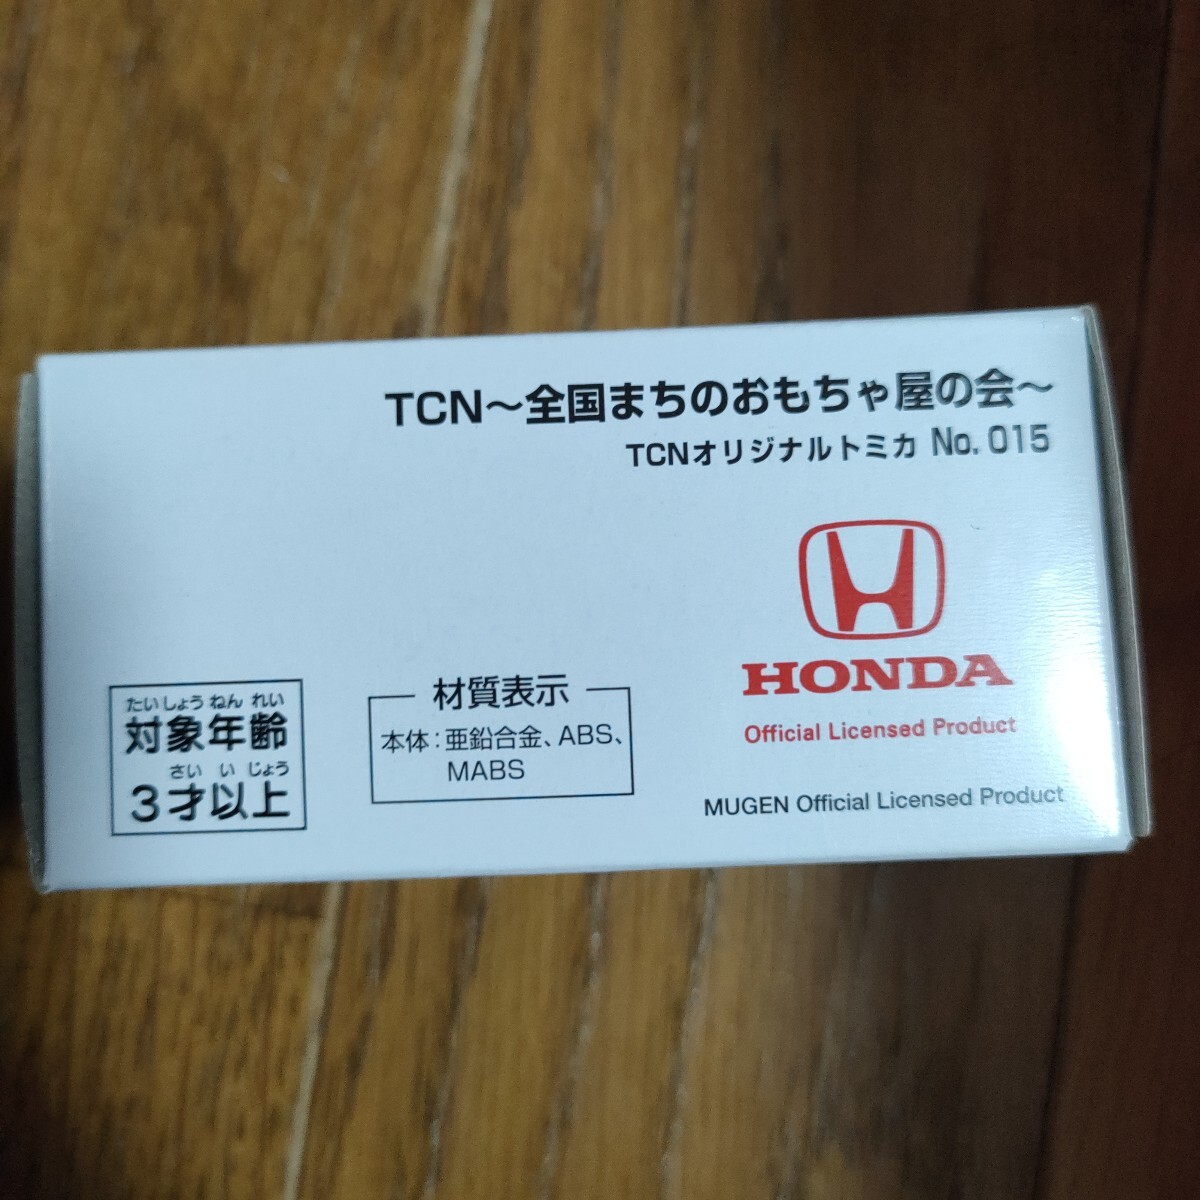 TCN～全国まちのおもちゃ屋の会～
TCNオリジナルトミカ No. 015
HONDA
Official Licensed Product
MUGEN Official Licensed Product
材質表示
本体：亜鉛合金、ABS、
MABS
たいしょう ねん れい
対象年齢
さい い じょう
3才以上